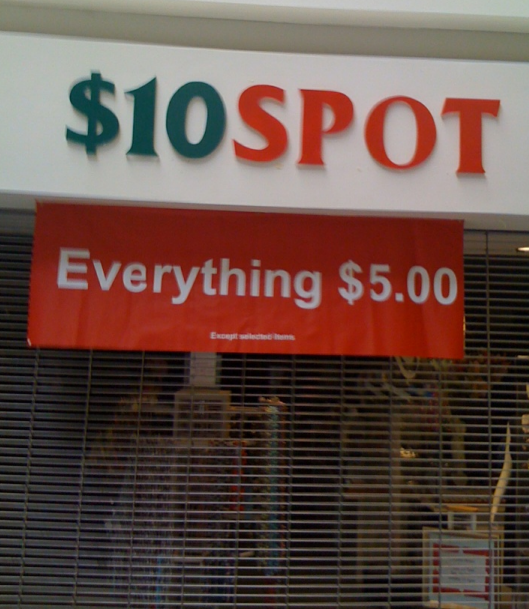 $10SPOT
Everything $5.00
Except selected items.